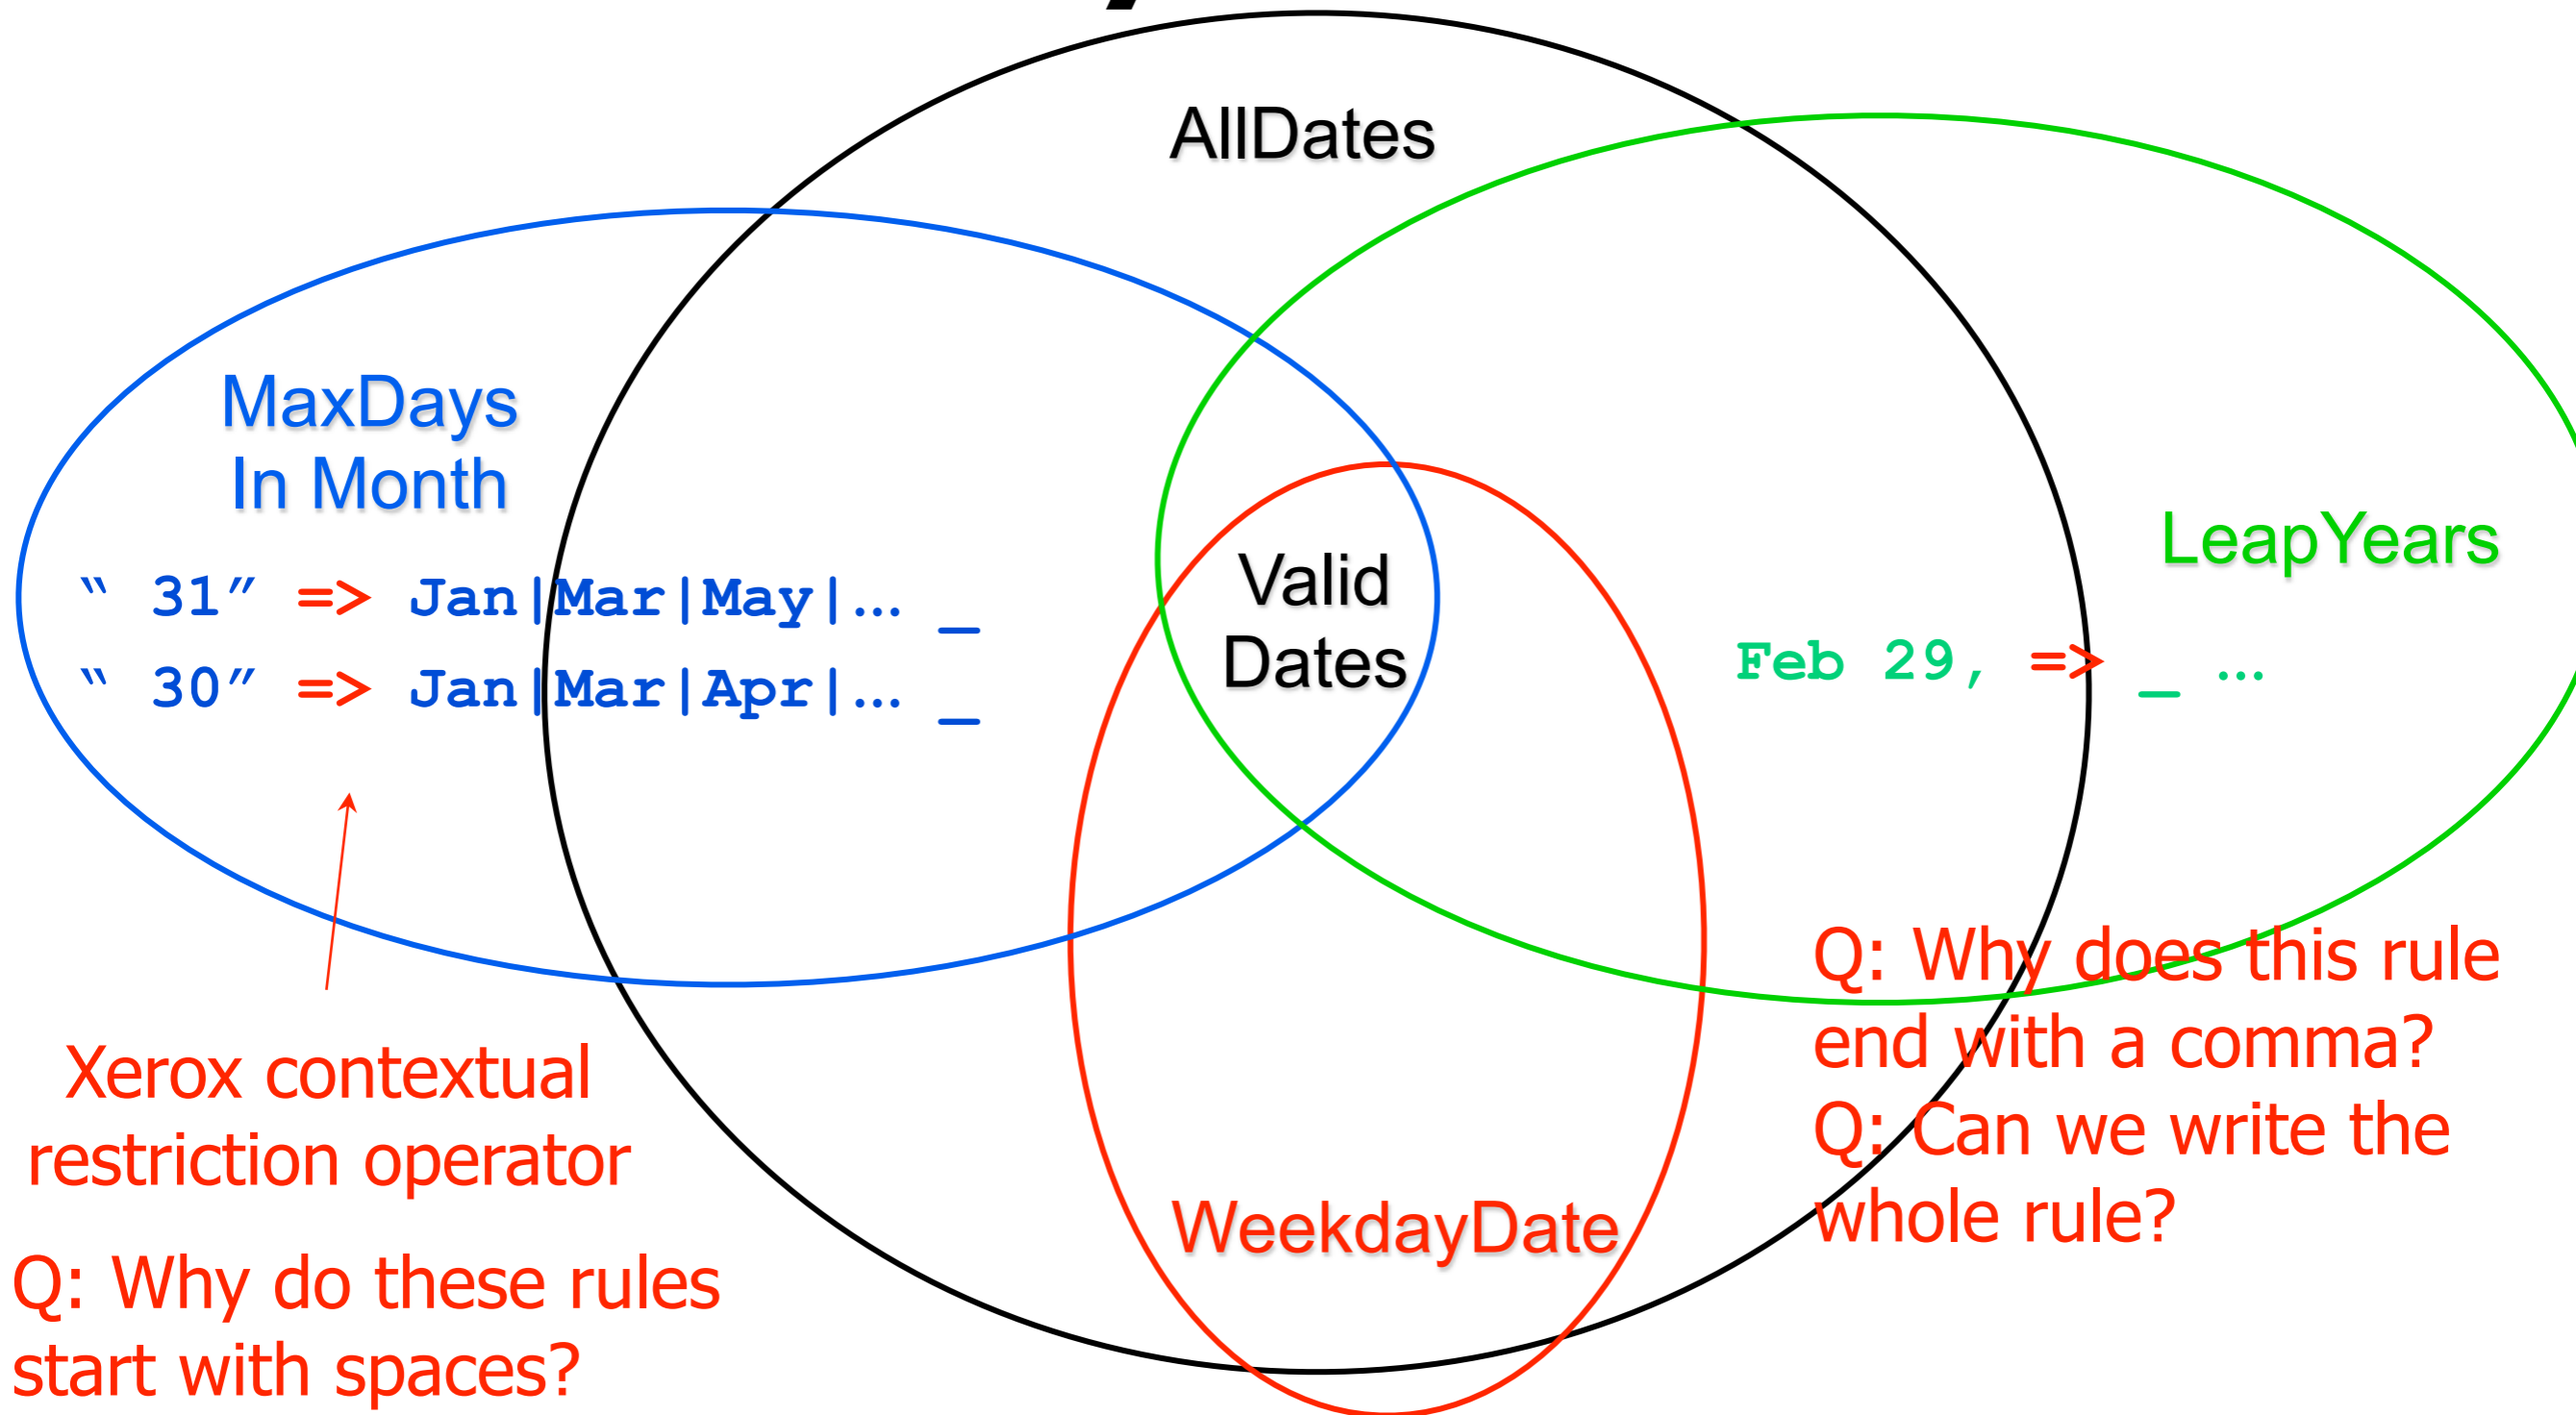 AllDates
MaxDays
In Month
“ 31” => Jan|Mar|May|… _
“ 30” => Jan|Mar|Apr|… _
Valid
Dates
LeapYears
Feb 29, => _ …
Xerox contextual
restriction operator
Q: Why do these rules
start with spaces?
WeekdayDate
Q: Why does this rule
end with a comma?
Q: Can we write the
whole rule?